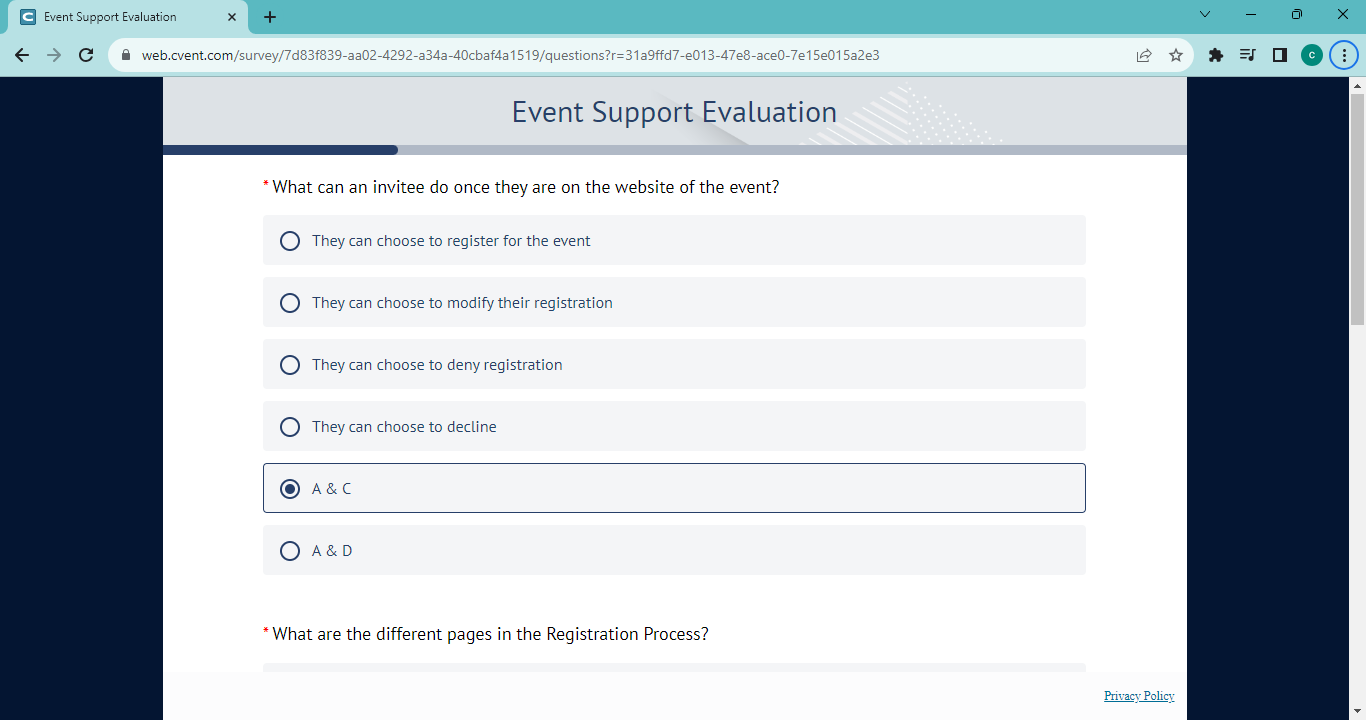 Event Support Evaluation
web.cvent.com/survey/7d83f839-aa02-4292-a34a-40cbaf4a1519/questions?r=31a9ffd7-e013-47e8-ace0-7e15e015a2e3
C
Event Support Evaluation
* What can an invitee do once they are on the website of the event?
They can choose to register for the event
They can choose to modify their registration
They can choose to deny registration
They can choose to decline
A & C
A & D
* What are the different pages in the Registration Process?
Privacy Policy